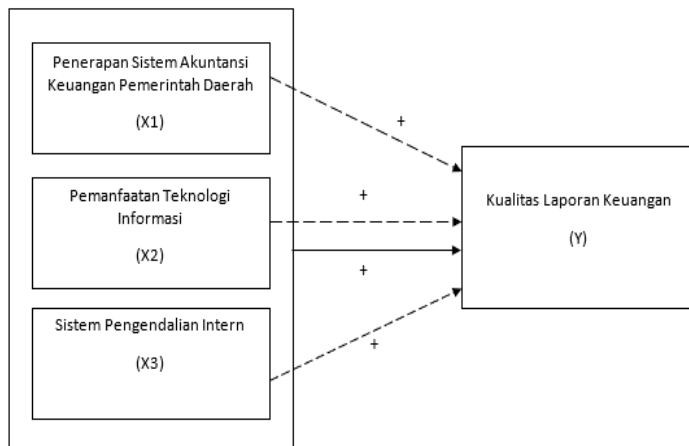 Penerapan Sistem Akuntansi
Keuangan Pemerintah Daerah
(X1)
+
Pemanfaatan Teknologi
Informasi
(X2)
+
+
Kualitas Laporan Keuangan
(Y)
Sistem Pengendalian Intern
(X3)
+